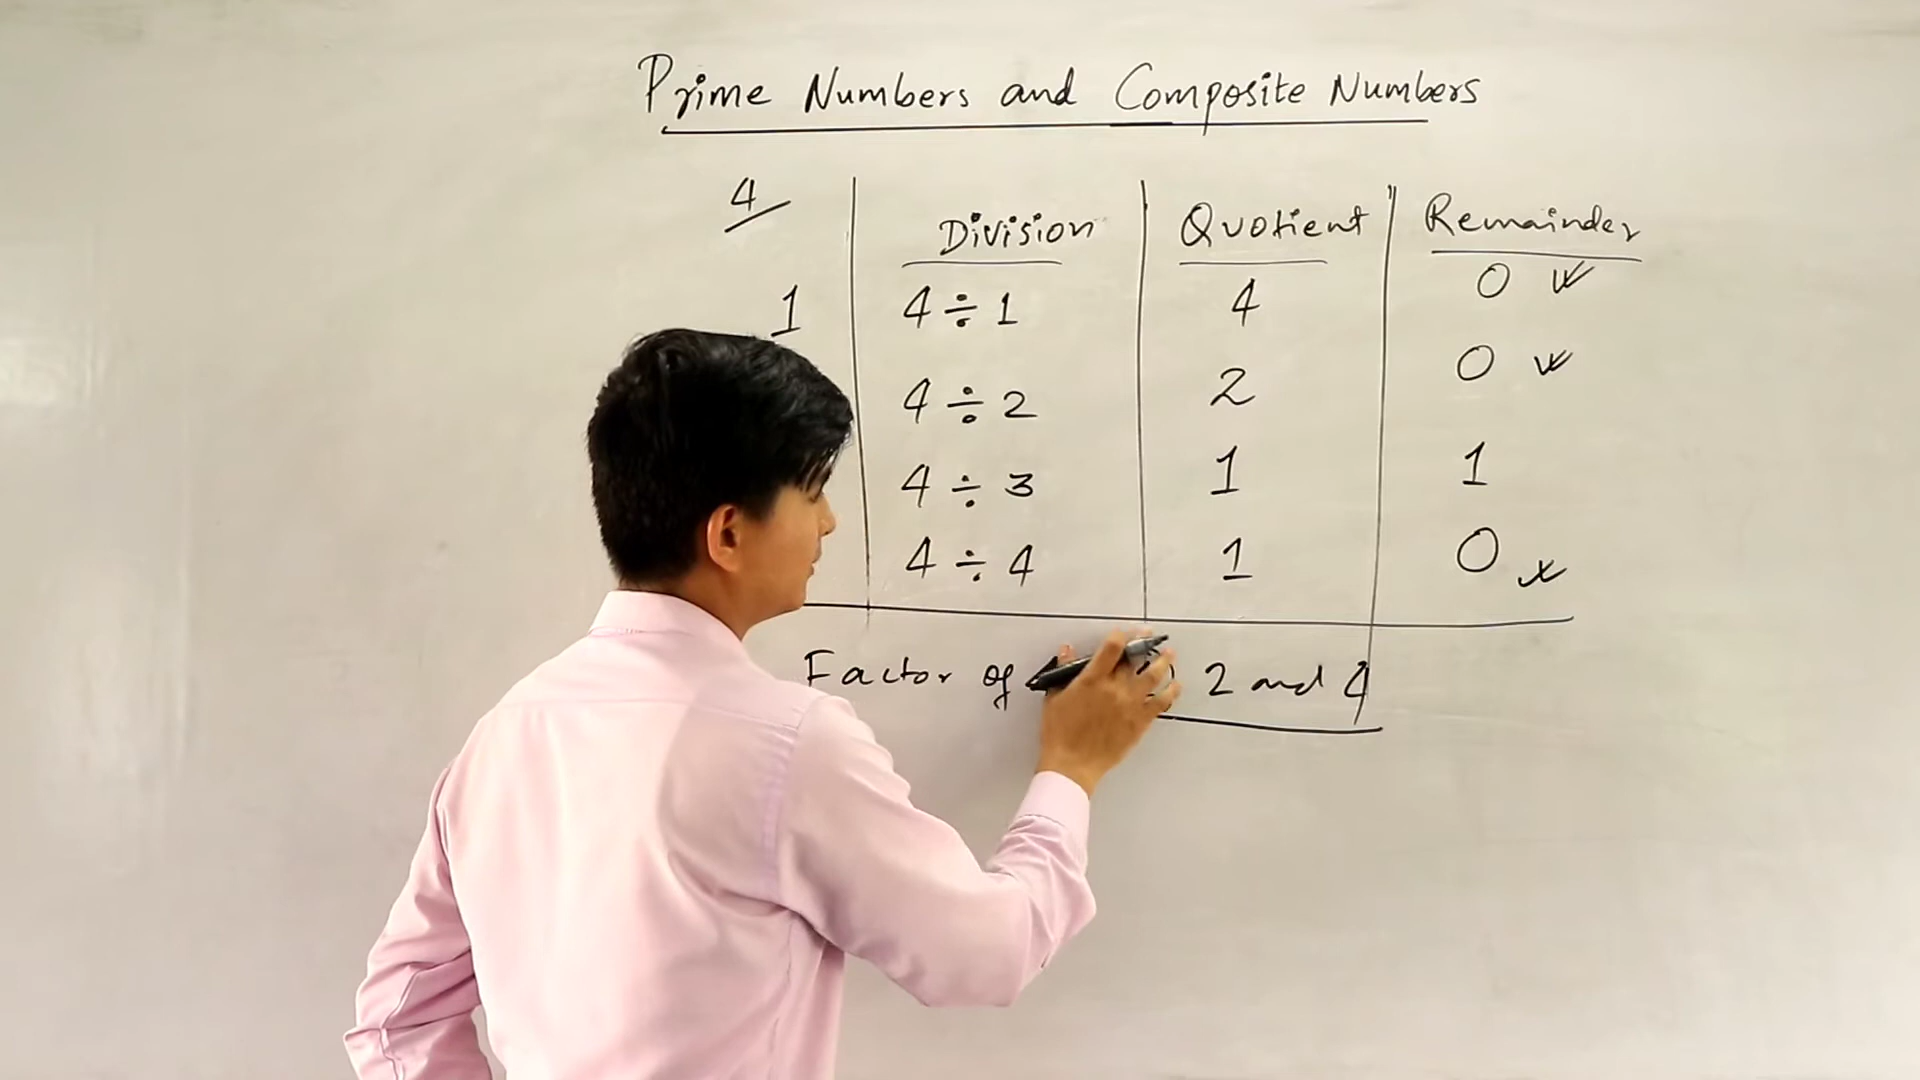 Prime Numbers and Composite Numbers
4 Division Quotient Remainder
1 4 ÷ 1 4 0
4 ÷ 2 2 0
4 ÷ 3 1 1
4 ÷ 4 1 0
Factor of 2 and 4